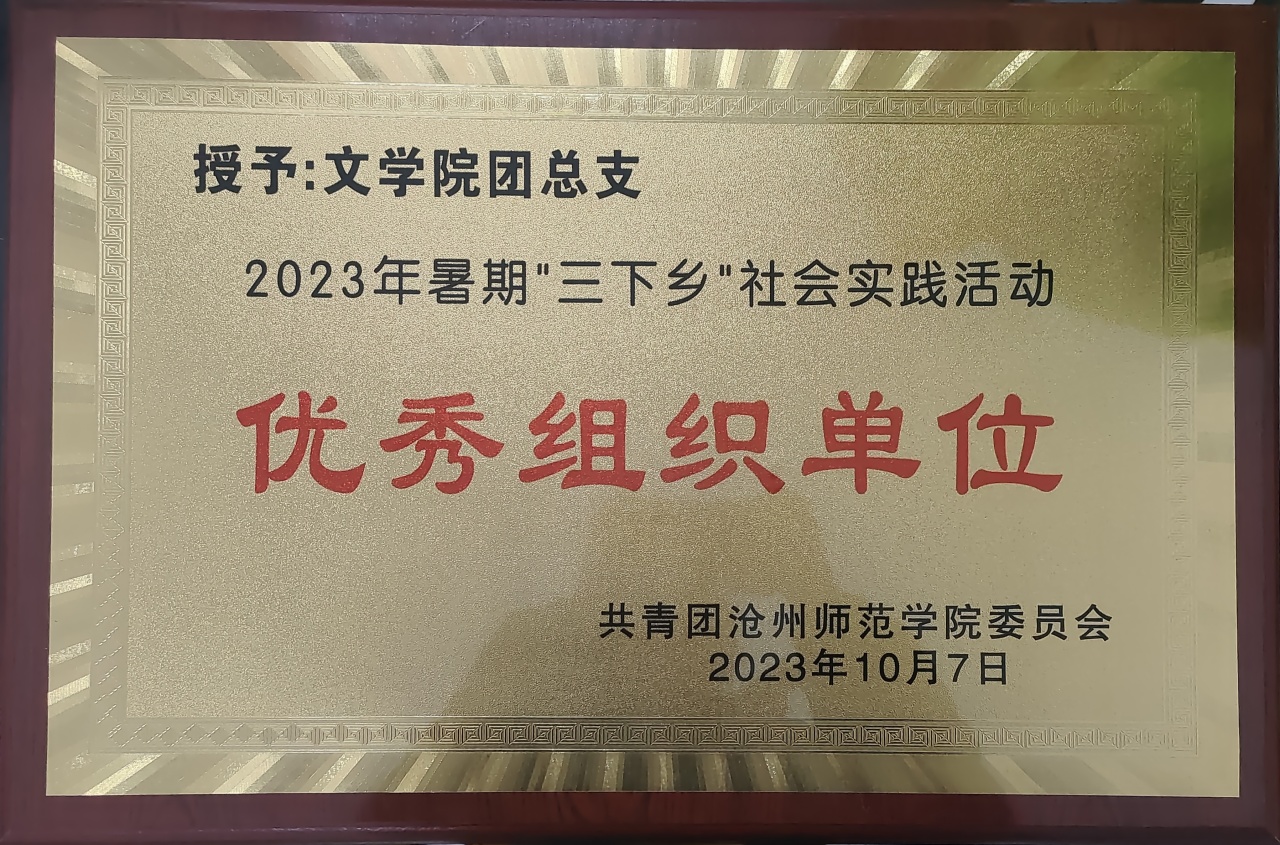 授予:文学院团总支
2023年暑期"三下乡"社会实践活动
优秀组织单位
共青团沧州师范学院委员会
2023年10月7日